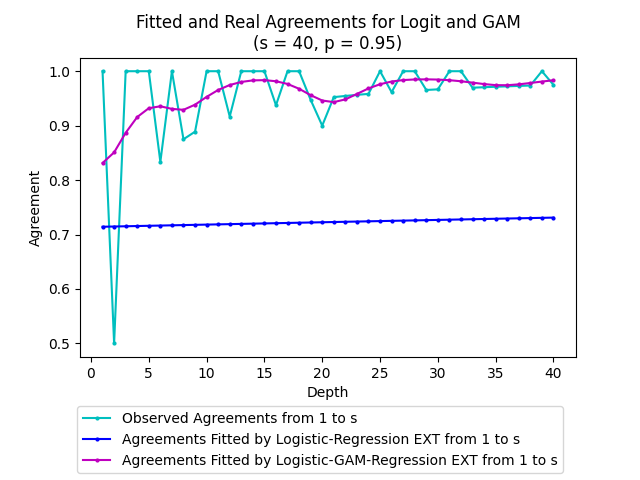 Fitted and Real Agreements for Logit and GAM
(s = 40, p = 0.95)
1.0
0.9
0.8
0.7
0.6
0.5
Agreement
0 5 10 15 20 25 30 35 40
Depth
Observed Agreements from 1 to s
Agreements Fitted by Logistic-Regression EXT from 1 to s
Agreements Fitted by Logistic-GAM-Regression EXT from 1 to s